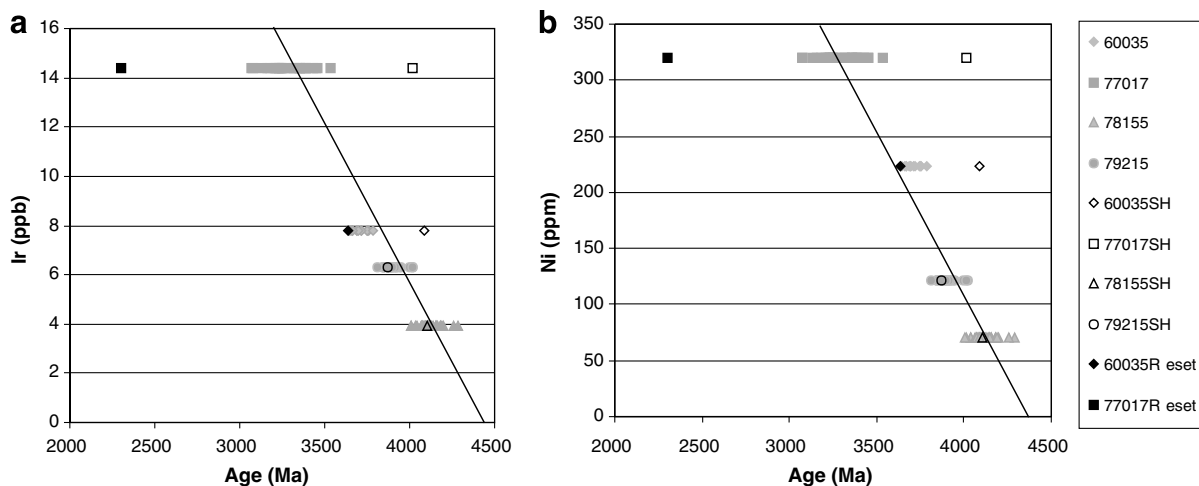 a
16
14
12
10
8
6
4
2
0
Ir (ppb)
2000 2500 3000 3500 4000 4500
Age (Ma)
b
350
300
250
200
150
100
50
0
Ni (ppm)
2000 2500 3000 3500 4000 4500
Age (Ma)
60035
77017
78155
79215
60035SH
77017SH
78155SH
79215SH
60035R eset
77017R eset